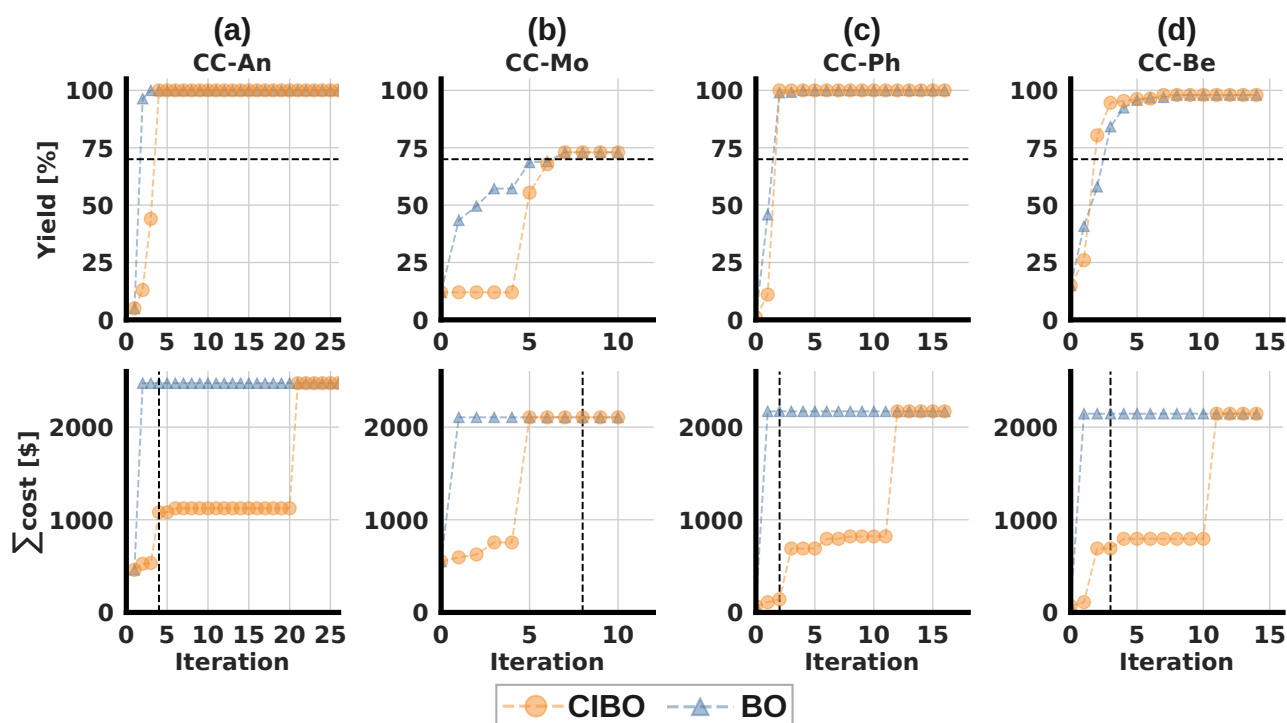 (a) (b) (c) (d)
CC-An CC-Mo CC-Ph CC-Be
Yield [%]
100 100 100 100
75 75 75 75
50 50 50 50
25 25 25 25
0 0 0 0
0 5 10 15 20 25 0 5 10 0 5 10 15 0 5 10 15
∑cost [$]
2000 2000 2000 2000
1000 1000 1000 1000
0 0 0 0
0 5 10 15 20 25 0 5 10 0 5 10 15 0 5 10 15
Iteration Iteration Iteration Iteration
CIBO BO